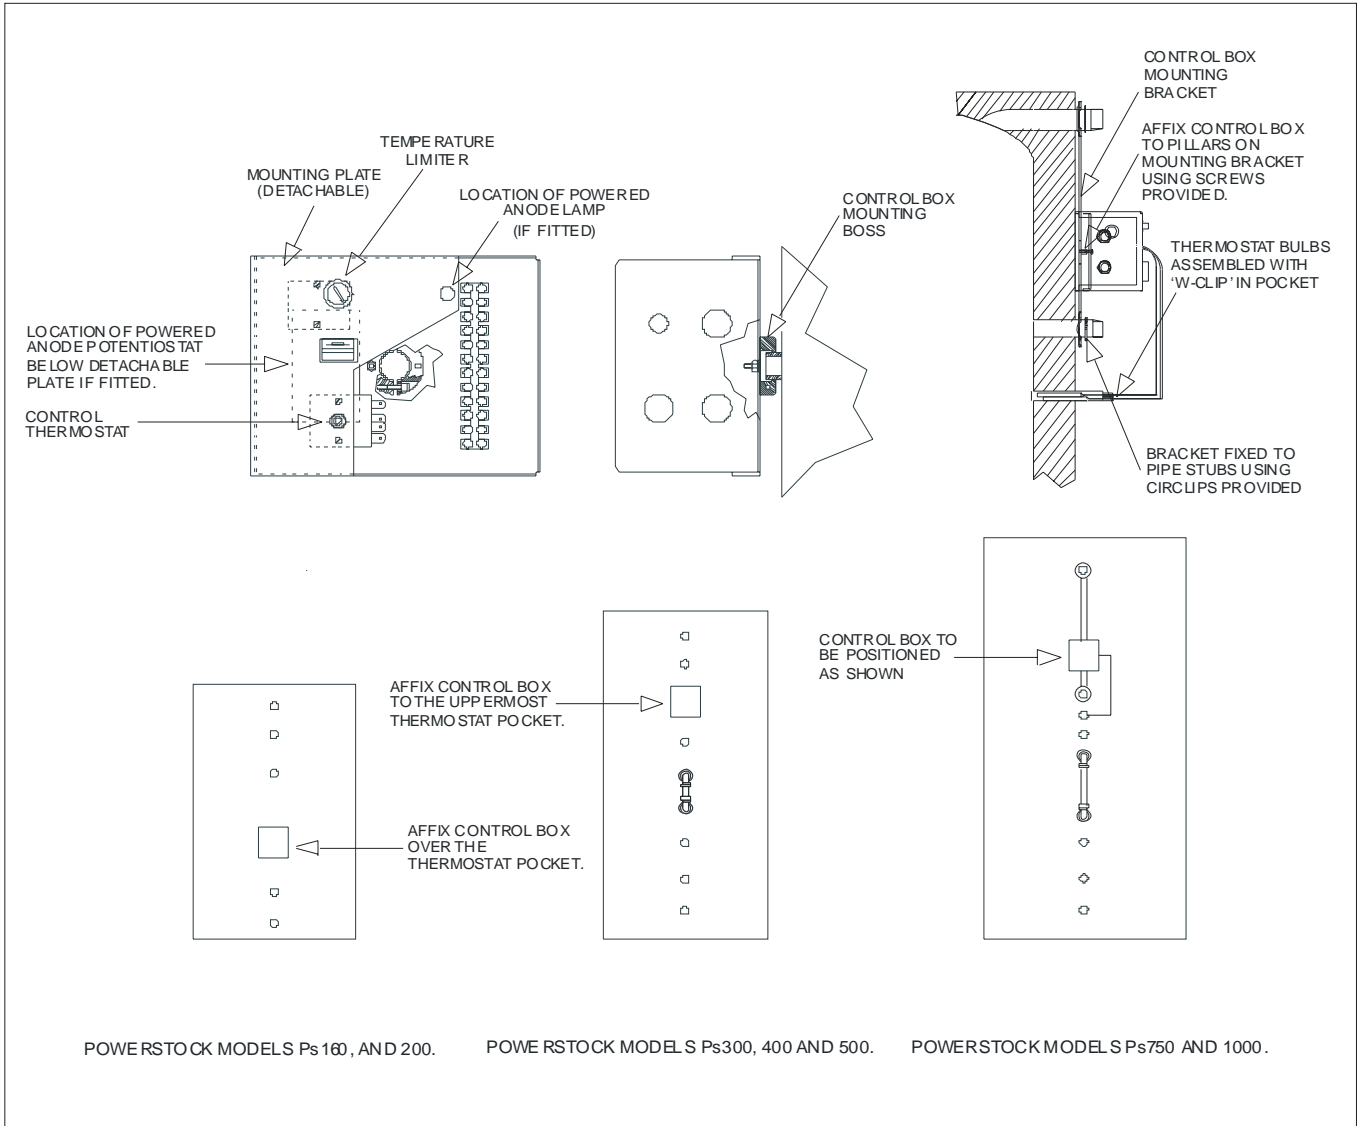 TEMPERATURE
LIMITER
MOUNTING PLATE
(DETACHABLE)
LOCATION OF POWERED
ANODE LAMP
(IF FITTED)
LOCATION OF POWERED
ANODE POTENTIOSTAT
BELOW DETACHABLE
PLATE IF FITTED.
CONTROL
THERMOSTAT
CONTROL BOX
MOUNTING
BOSS
CONTROL BOX
MOUNTING
BRACKET
AFFIX CONTROL BOX
TO PILLARS ON
MOUNTING BRACKET
USING SCREWS
PROVIDED.
THERMOSTAT BULBS
ASSEMBLED WITH
‘W-CLIP’ IN POCKET
BRACKET FIXED TO
PIPE STUBS USING
CIRCLIPS PROVIDED
AFFIX CONTROL BOX
OVER THE
THERMOSTAT POCKET.
AFFIX CONTROL BOX
TO THE UPPERMOST
THERMOSTAT POCKET.
CONTROL BOX TO
BE POSITIONED
AS SHOWN
POWERSTOCK MODELS Ps160, AND 200.
POWERSTOCK MODELS Ps300, 400 AND 500.
POWERSTOCK MODELS Ps750 AND 1000.